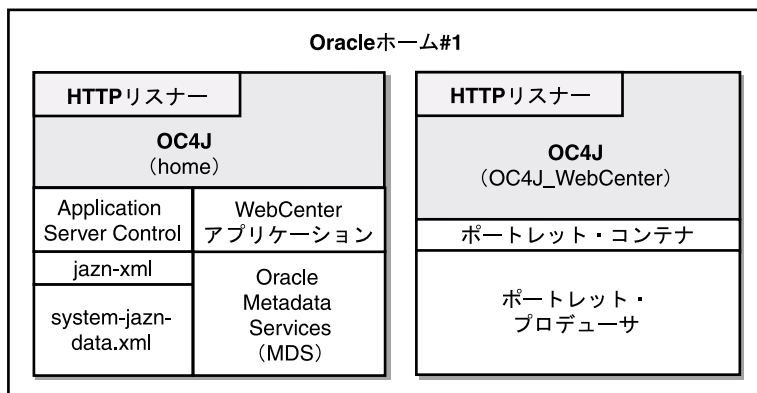 Oracleホーム#1
HTTPリスナー
OC4J
（home）
Application
Server Control
WebCenter
アプリケーション
jazn-xml
system-jazn-
data.xml
Oracle
Metadata
Services
（MDS）
HTTPリスナー
OC4J
（OC4J_WebCenter）
ポートレット・コンテナ
ポートレット・
プロデューサ